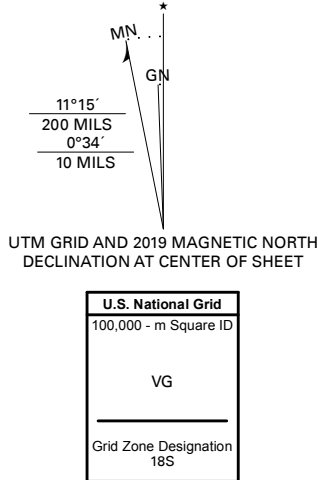 ★
MN
GN
11°15´
200 MILS
0°34´
10 MILS
UTM GRID AND 2019 MAGNETIC NORTH
DECLINATION AT CENTER OF SHEET
U.S. National Grid
100,000 - m Square ID
VG
Grid Zone Designation
18S